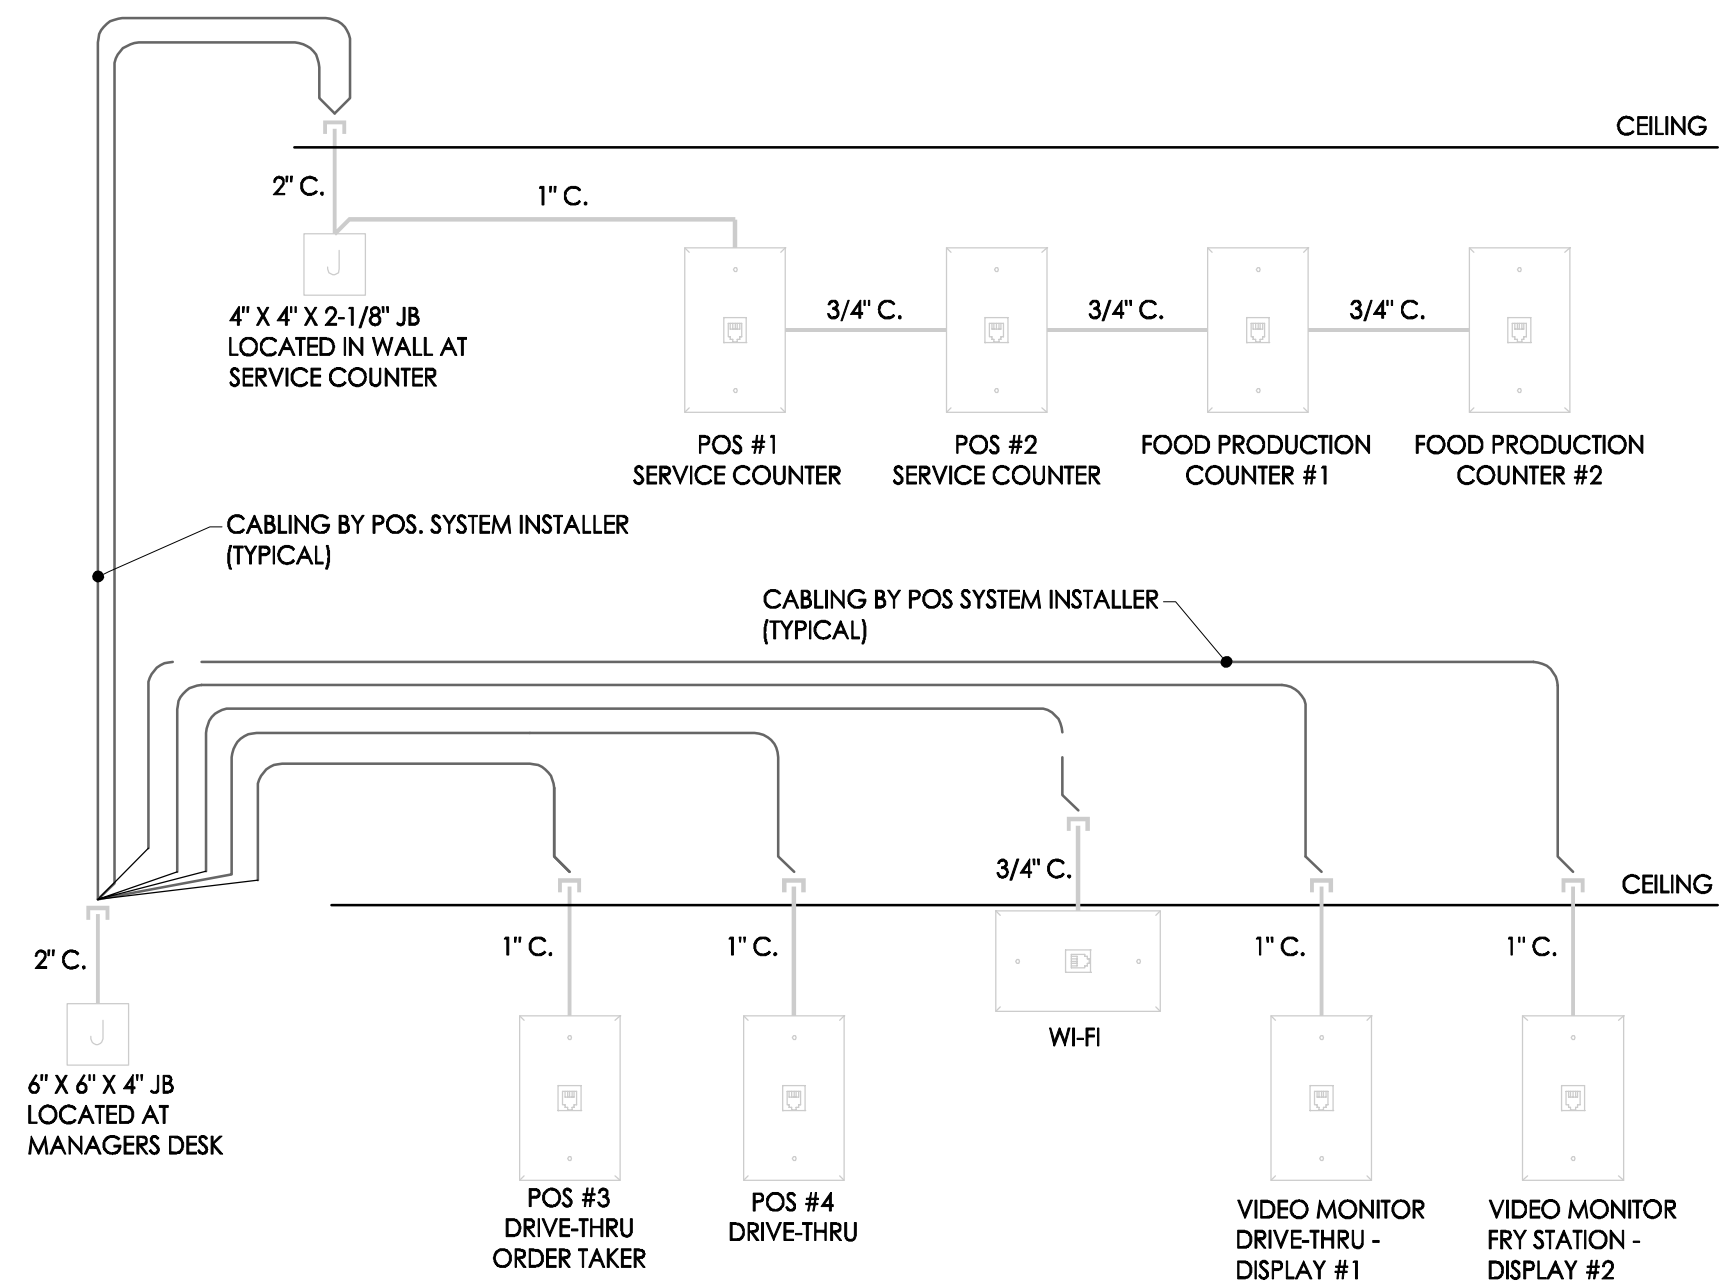 CEILING
2" C.
1" C.
J
4" X 4" X 2-1/8" JB
LOCATED IN WALL AT
SERVICE COUNTER
3/4" C.
3/4" C.
3/4" C.
POS #1
SERVICE COUNTER
POS #2
SERVICE COUNTER
FOOD PRODUCTION
COUNTER #1
FOOD PRODUCTION
COUNTER #2
CABLING BY POS. SYSTEM INSTALLER
(TYPICAL)
CABLING BY POS SYSTEM INSTALLER
(TYPICAL)
CEILING
2" C.
J
6" X 6" X 4" JB
LOCATED AT
MANAGERS DESK
1" C.
1" C.
3/4" C.
1" C.
1" C.
WI-FI
POS #3
DRIVE-THRU
ORDER TAKER
POS #4
DRIVE-THRU
VIDEO MONITOR
DRIVE-THRU -
DISPLAY #1
VIDEO MONITOR
FRY STATION -
DISPLAY #2